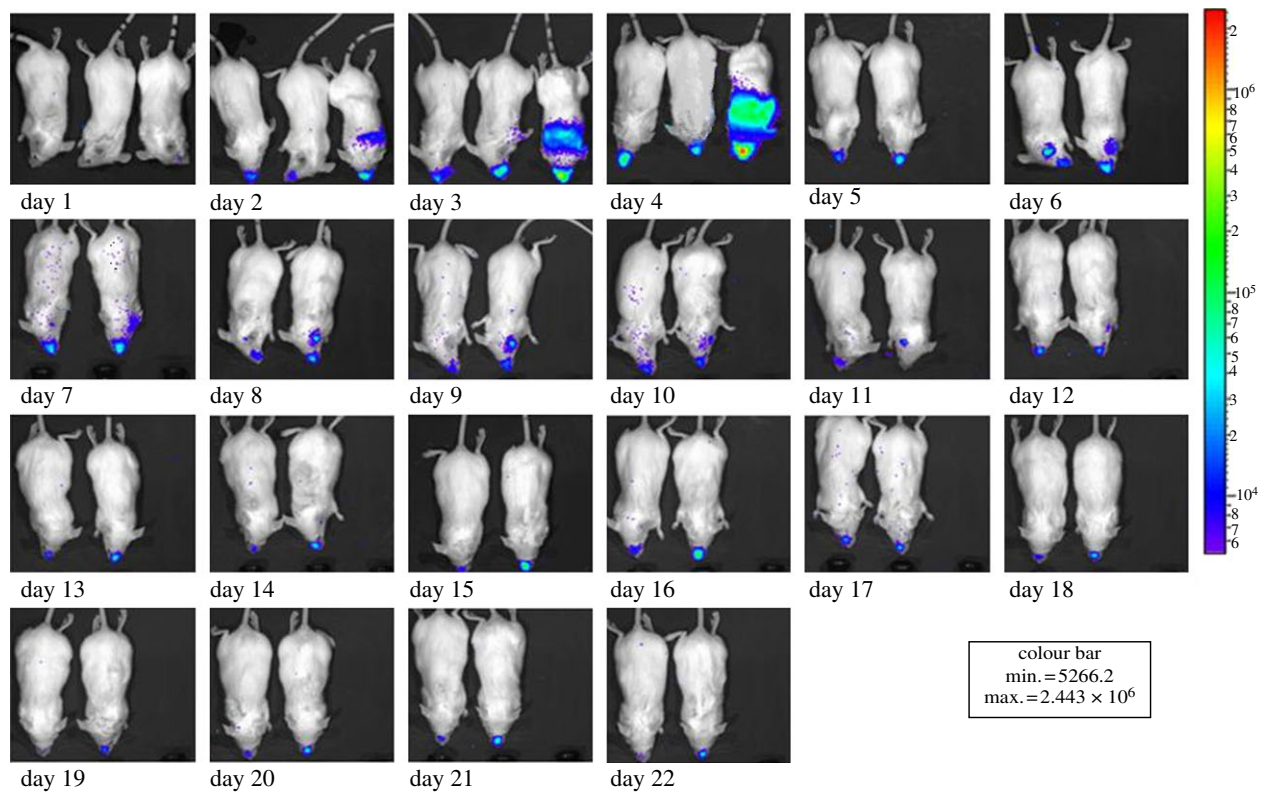 day 1
day 2
day 3
day 4
day 5
day 6
day 7
day 8
day 9
day 10
day 11
day 12
day 13
day 14
day 15
day 16
day 17
day 18
day 19
day 20
day 21
day 22
2
10⁶
8
7
6
5
4
3
2
10⁵
8
7
6
5
4
3
2
10⁴
8
7
6
colour bar
min. = 5266.2
max. = 2.443 × 10⁶